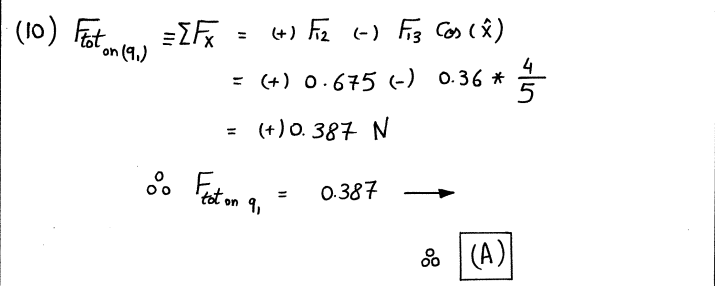 (10) F_tot on (q₁) ≡ ΣFx = (+) F₁₂ (-) F₁₃ Cos (x̂)
= (+) 0.675 (-) 0.36 * 4/5
= (+) 0.387 N
∴ F_tot on q₁ = 0.387 →
∴ (A)